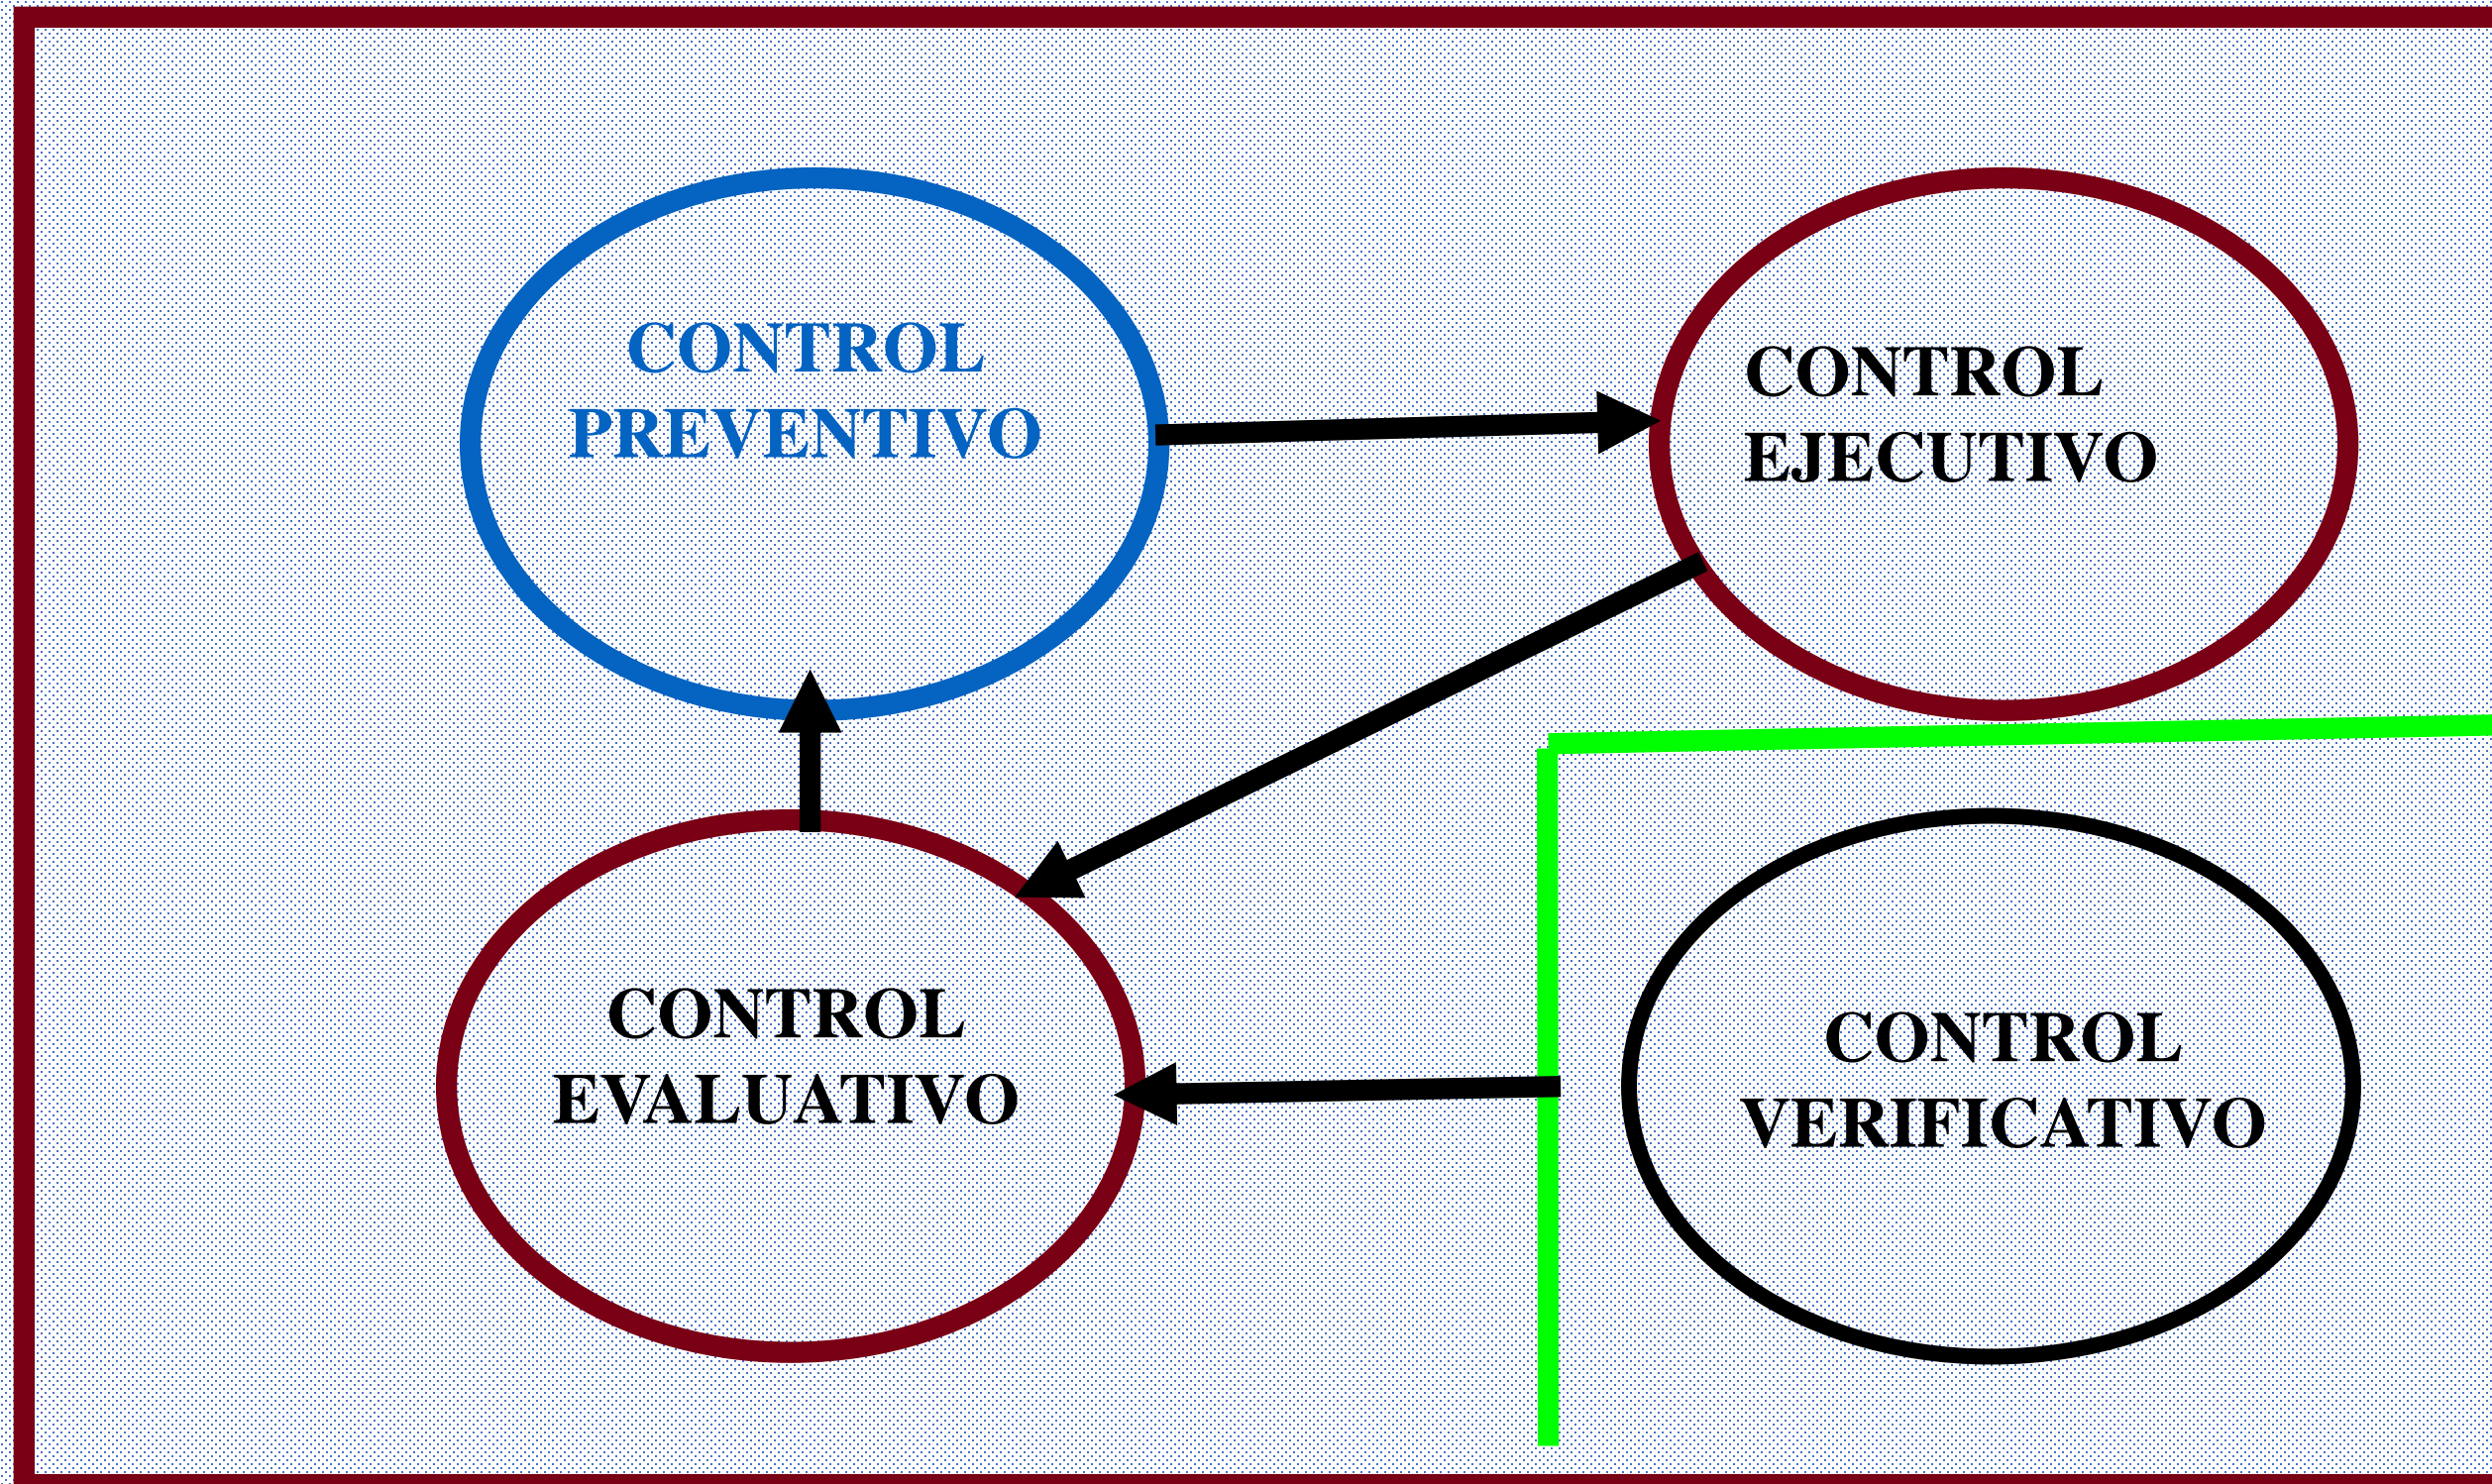 CONTROL
PREVENTIVO
CONTROL
EJECUTIVO
CONTROL
EVALUATIVO
CONTROL
VERIFICATIVO